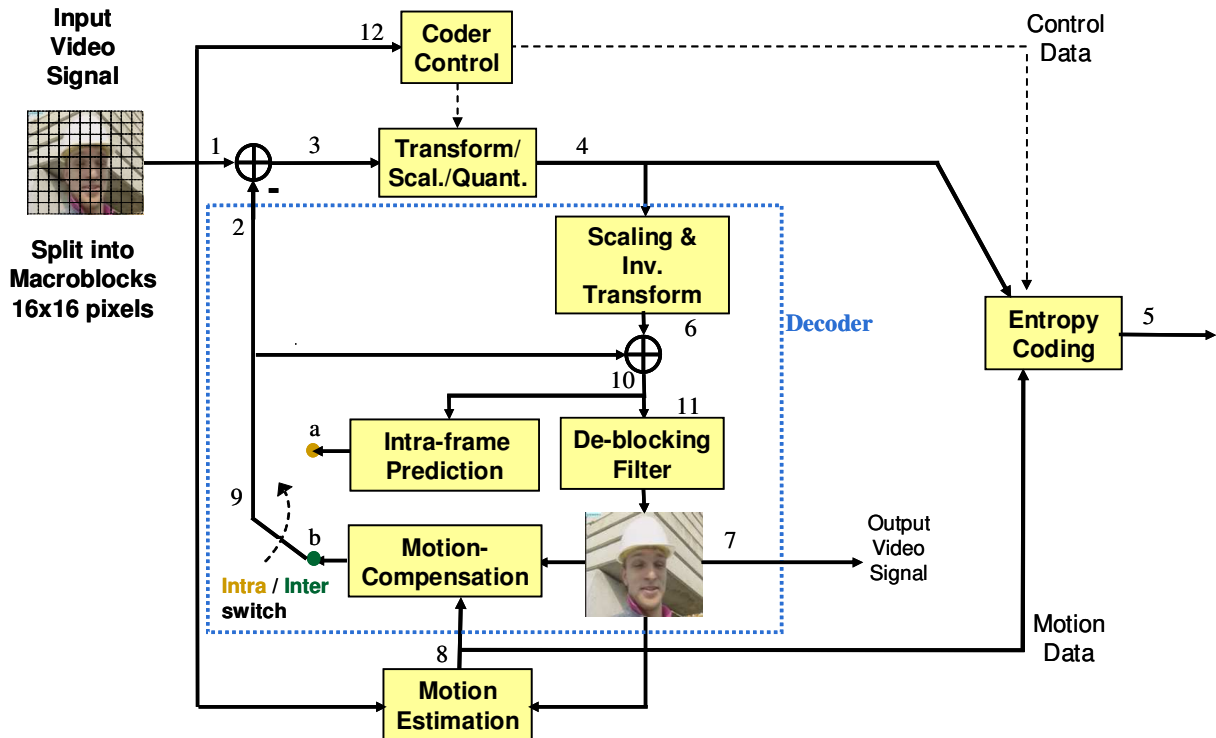 Input
Video
Signal
12
Coder
Control
Control
Data
1
3
Transform/
Scal./Quant.
4
-
2
Split into
Macroblocks
16x16 pixels
Scaling &
Inv.
Transform
6
Decoder
Entropy
Coding
5
10
11
a
Intra-frame
Prediction
De-blocking
Filter
9
b
Motion-
Compensation
7
Output
Video
Signal
Intra / Inter
switch
8
Motion
Data
Motion
Estimation